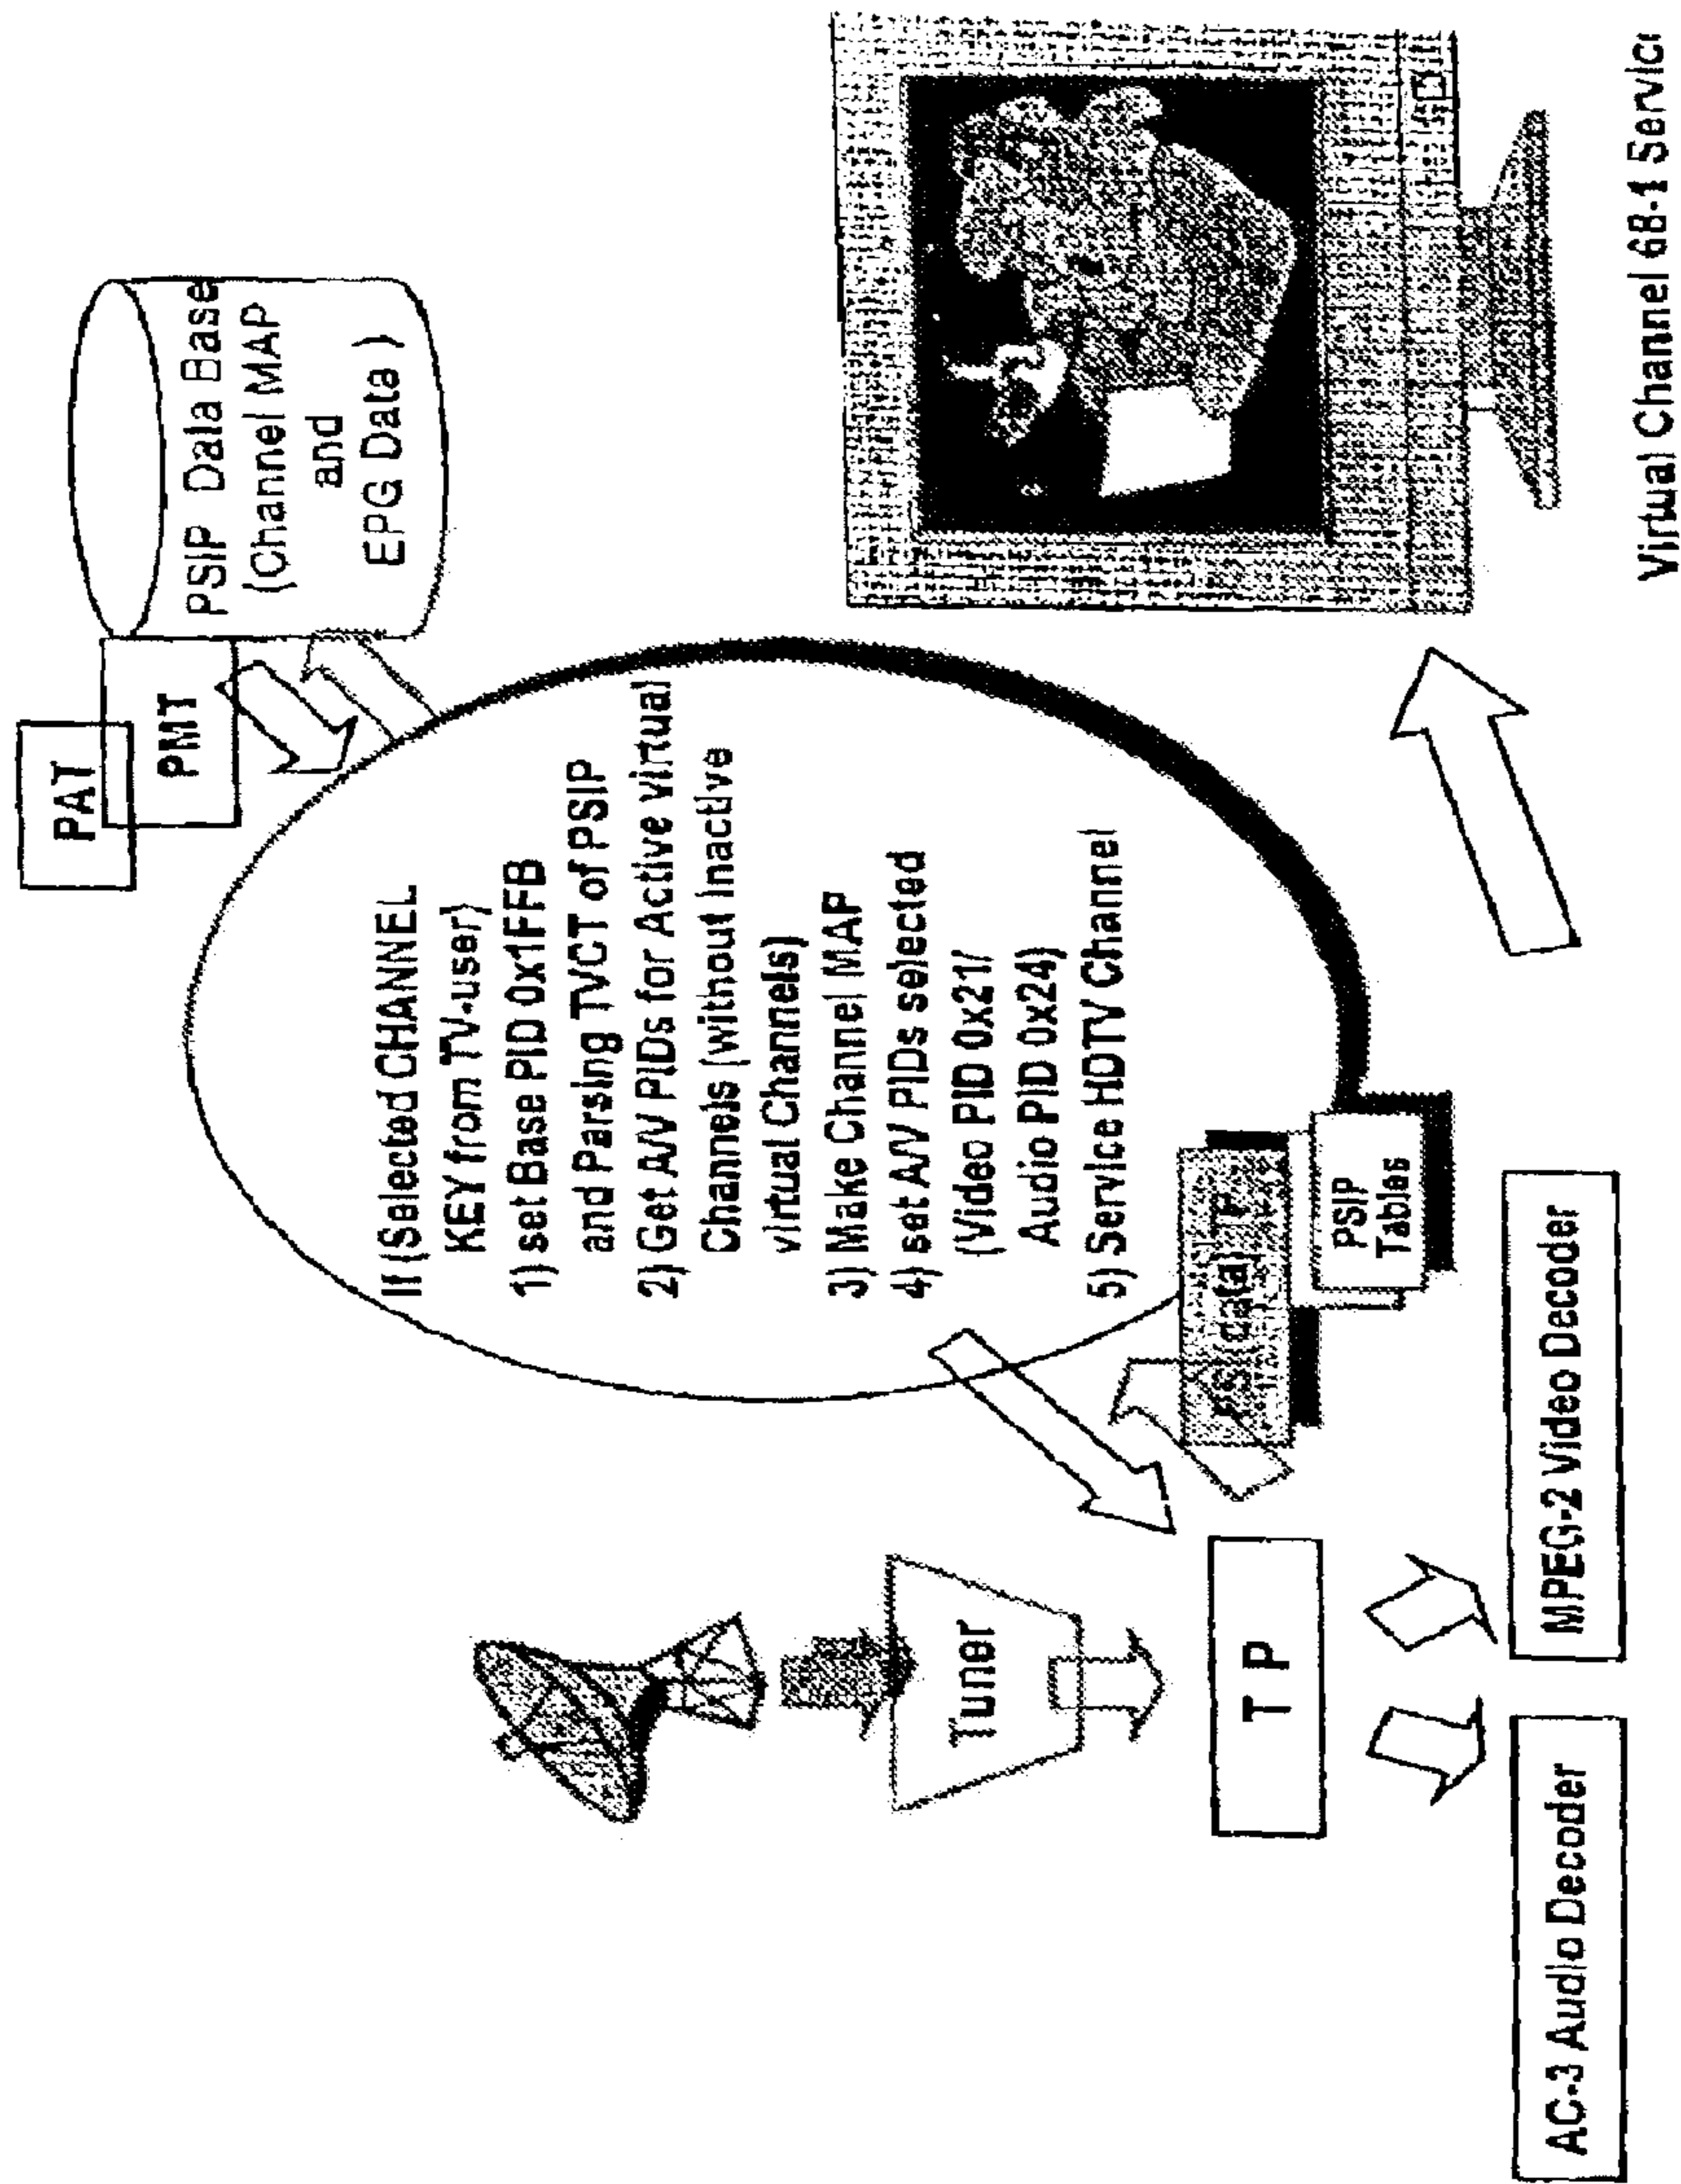 PAT
PMT
PSIP Data Base
(Channel MAP
and
EPG Data )
If (Selected CHANNEL
KEY from TV-user)
1) set Base PID 0x1FFB
and Parsing TVCT of PSIP
2) Get A/V PIDs for Active virtual
Channels (without inactive
virtual Channels)
3) Make Channel MAP
4) set A/V PIDs selected
(Video PID 0x21/
Audio PID 0x24)
5) Service HDTV Channel
Tuner
T P
data
PSIP
Tables
AC-3 Audio Decoder
MPEG-2 Video Decoder
Virtual Channel 68-1 Servic